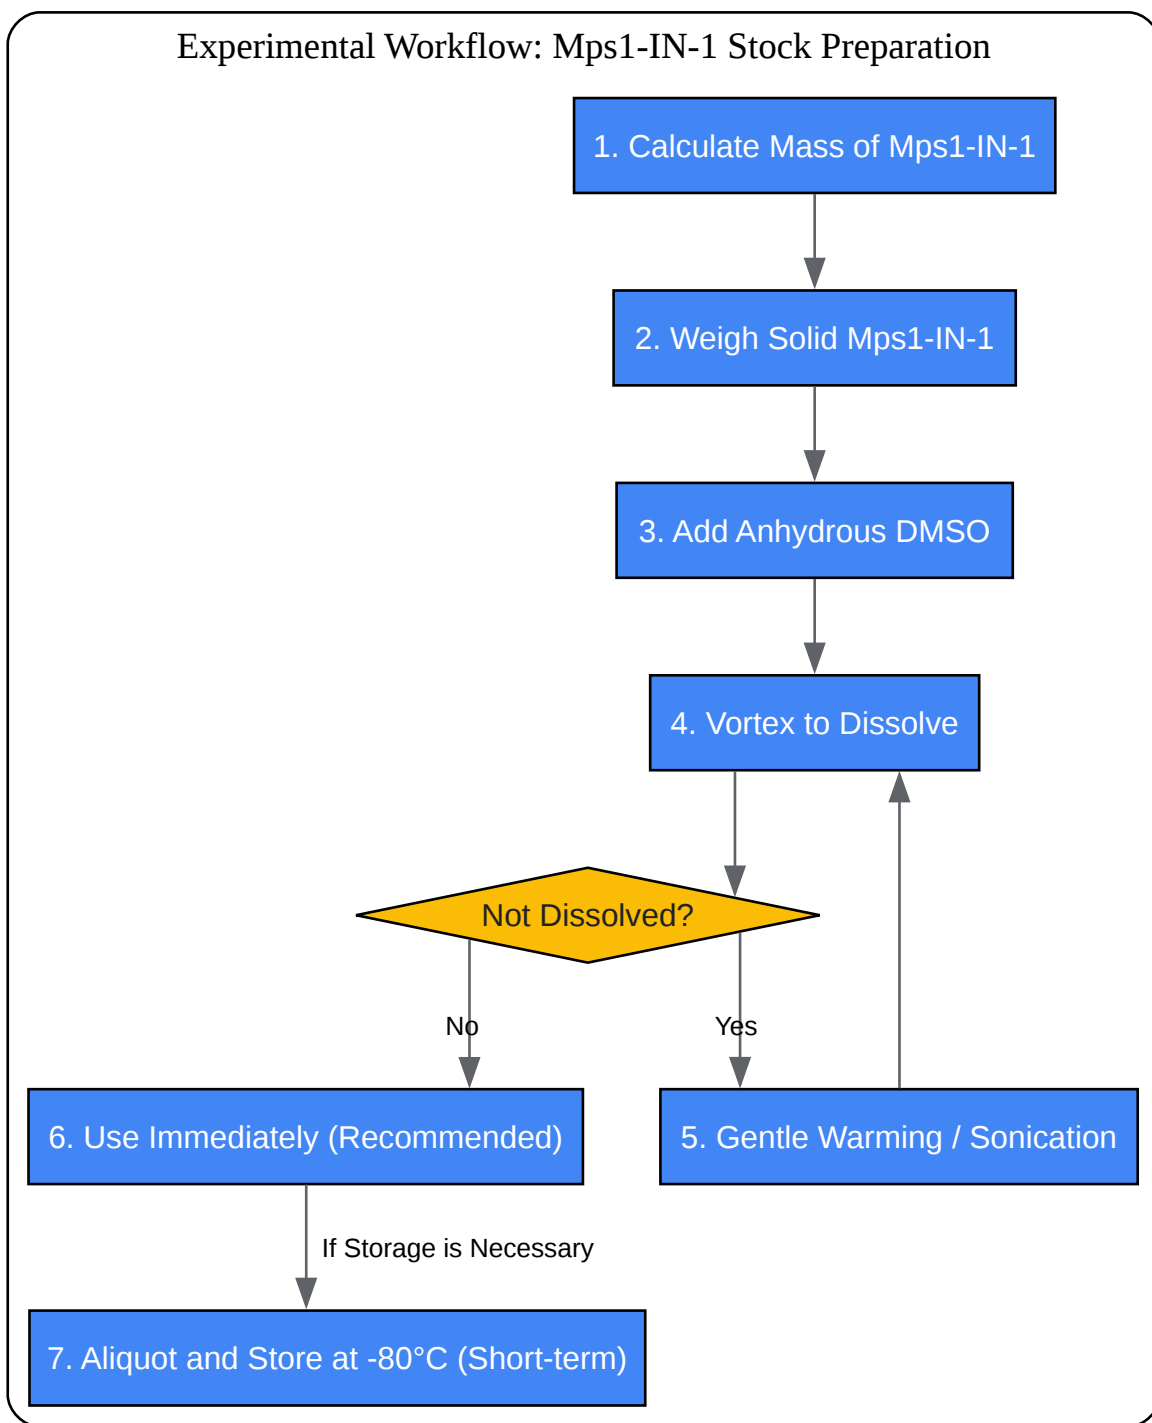 Experimental Workflow: Mps1-IN-1 Stock Preparation
1. Calculate Mass of Mps1-IN-1
2. Weigh Solid Mps1-IN-1
3. Add Anhydrous DMSO
4. Vortex to Dissolve
Not Dissolved?
No
Yes
6. Use Immediately (Recommended)
5. Gentle Warming / Sonication
If Storage is Necessary
7. Aliquot and Store at -80°C (Short-term)